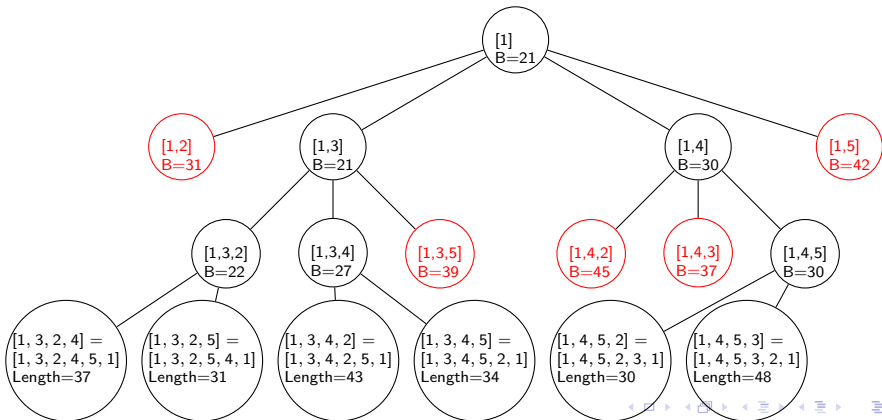 [1]
B=21
[1,2]
B=31
[1,3]
B=21
[1,4]
B=30
[1,5]
B=42
[1,3,2]
B=22
[1,3,4]
B=27
[1,3,5]
B=39
[1,4,2]
B=45
[1,4,3]
B=37
[1,4,5]
B=30
[1, 3, 2, 4] =
[1, 3, 2, 4, 5, 1]
Length=37
[1, 3, 2, 5] =
[1, 3, 2, 5, 4, 1]
Length=31
[1, 3, 4, 2] =
[1, 3, 4, 2, 5, 1]
Length=43
[1, 3, 4, 5] =
[1, 3, 4, 5, 2, 1]
Length=34
[1, 4, 5, 2] =
[1, 4, 5, 2, 3, 1]
Length=30
[1, 4, 5, 3] =
[1, 4, 5, 3, 2, 1]
Length=48